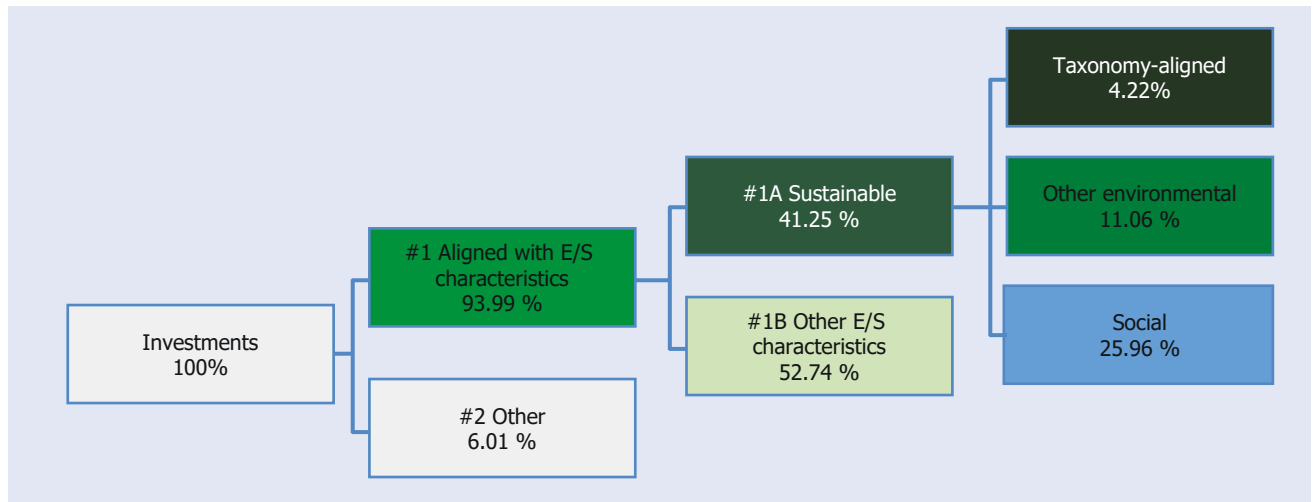 Investments
100%
#1 Aligned with E/S
characteristics
93.99 %
#2 Other
6.01 %
#1A Sustainable
41.25 %
#1B Other E/S
characteristics
52.74 %
Taxonomy-aligned
4.22%
Other environmental
11.06 %
Social
25.96 %